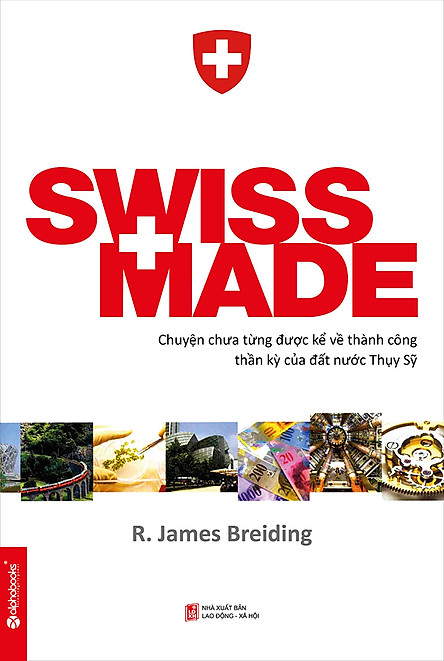 SWISS
MADE
Chuyện chưa từng được kể về thành công
thần kỳ của đất nước Thụy Sỹ
R. James Breiding
alphabooks
NHÀ XUẤT BẢN
LAO ĐỘNG - XÃ HỘI